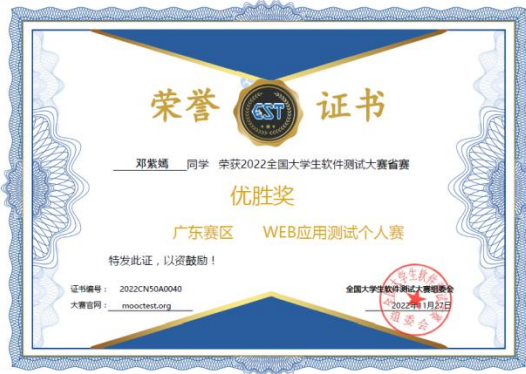 荣誉 CST 证书
邓紫嫣 同学 荣获2022全国大学生软件测试大赛省赛
优胜奖
广东赛区 WEB应用测试个人赛
特发此证，以资鼓励！
证书编号： 2022CN50A0040
全国大学生软件测试大赛组委会
大赛官网： mooctest.org
2022年11月27日